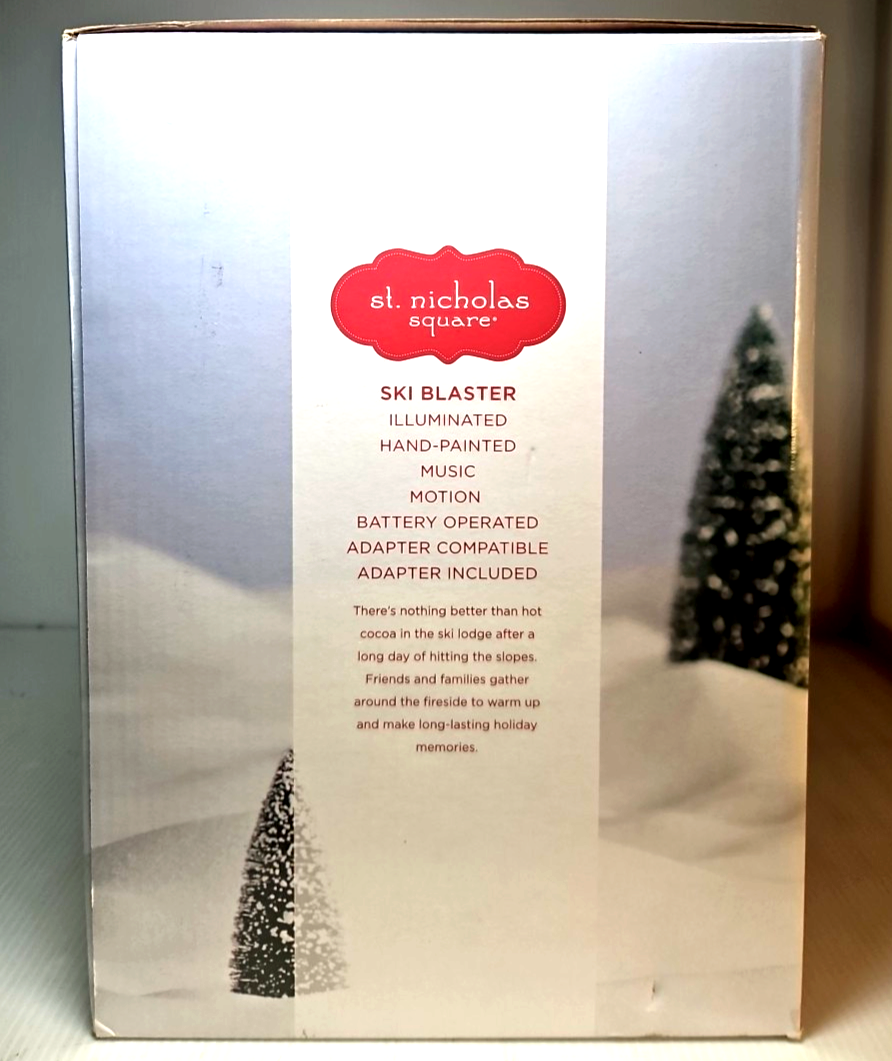 st. nicholas
square®
SKI BLASTER
ILLUMINATED
HAND-PAINTED
MUSIC
MOTION
BATTERY OPERATED
ADAPTER COMPATIBLE
ADAPTER INCLUDED
There's nothing better than hot
cocoa in the ski lodge after a
long day of hitting the slopes.
Friends and families gather
around the fireside to warm up
and make long-lasting holiday
memories.